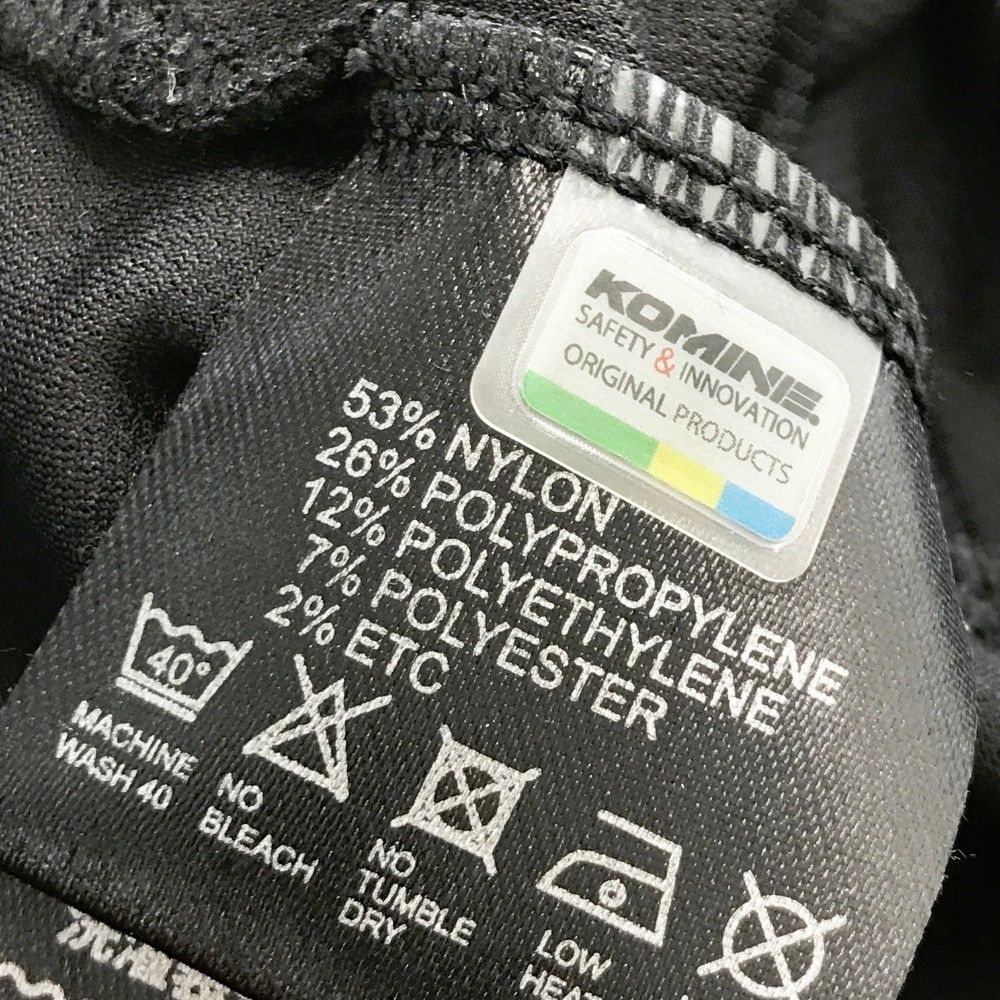 KOMINE
SAFETY & INNOVATION
ORIGINAL PRODUCTS
53% NYLON
26% POLYPROPYLENE
12% POLYETHYLENE
7% POLYESTER
2% ETC
40°
MACHINE
WASH 40
NO
BLEACH
NO
TUMBLE
DRY
LOW
HEAT